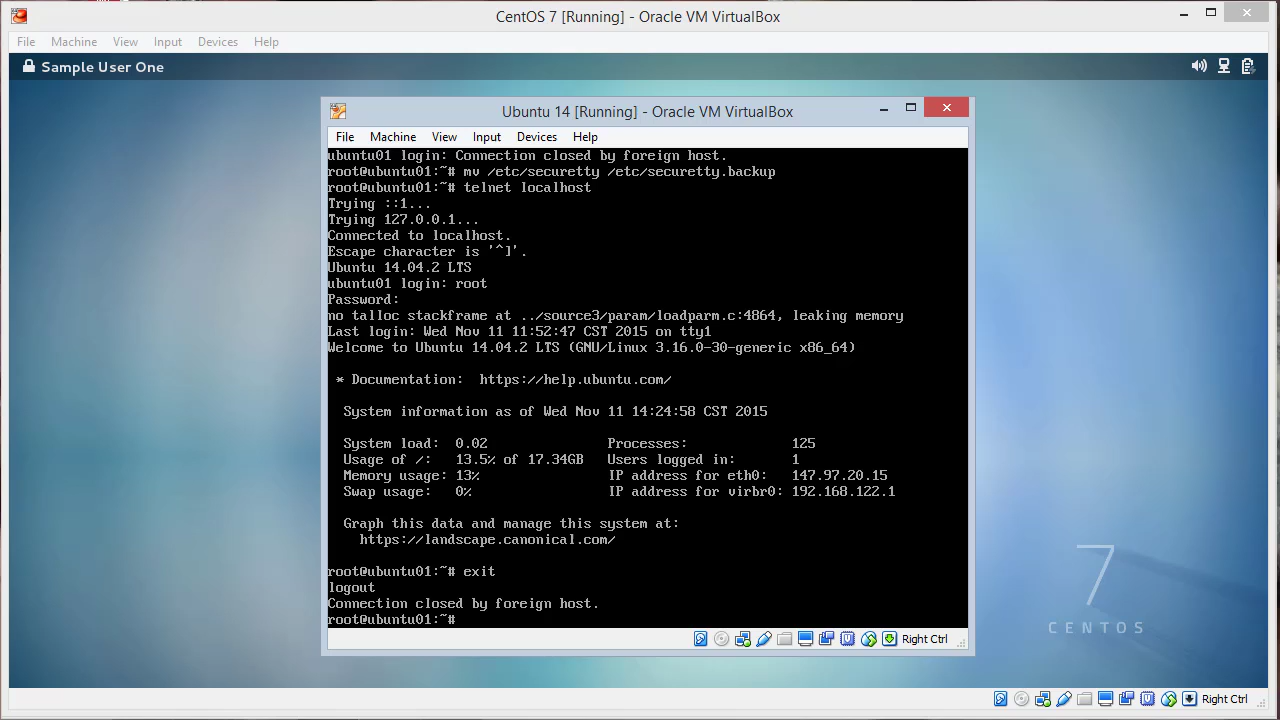 CentOS 7 [Running] - Oracle VM VirtualBox
File Machine View Input Devices Help
Sample User One
Ubuntu 14 [Running] - Oracle VM VirtualBox
File Machine View Input Devices Help
ubuntu01 login: Connection closed by foreign host.
root@ubuntu01:~# mv /etc/securetty /etc/securetty.backup
root@ubuntu01:~# telnet localhost
Trying ::1...
Trying 127.0.0.1...
Connected to localhost.
Escape character is '^]'.
Ubuntu 14.04.2 LTS
ubuntu01 login: root
Password:
no talloc stackframe at ../source3/param/loadparm.c:4864, leaking memory
Last login: Wed Nov 11 11:52:47 CST 2015 on tty1
Welcome to Ubuntu 14.04.2 LTS (GNU/Linux 3.16.0-30-generic x86_64)
* Documentation: https://help.ubuntu.com/
System information as of Wed Nov 11 14:24:58 CST 2015
System load: 0.02 Processes: 125
Usage of /: 13.5% of 17.34GB Users logged in: 1
Memory usage: 13% IP address for eth0: 147.97.20.15
Swap usage: 0% IP address for virbr0: 192.168.122.1
Graph this data and manage this system at:
https://landscape.canonical.com/
root@ubuntu01:~# exit
logout
Connection closed by foreign host.
root@ubuntu01:~#
Right Ctrl
7
CENTOS
Right Ctrl